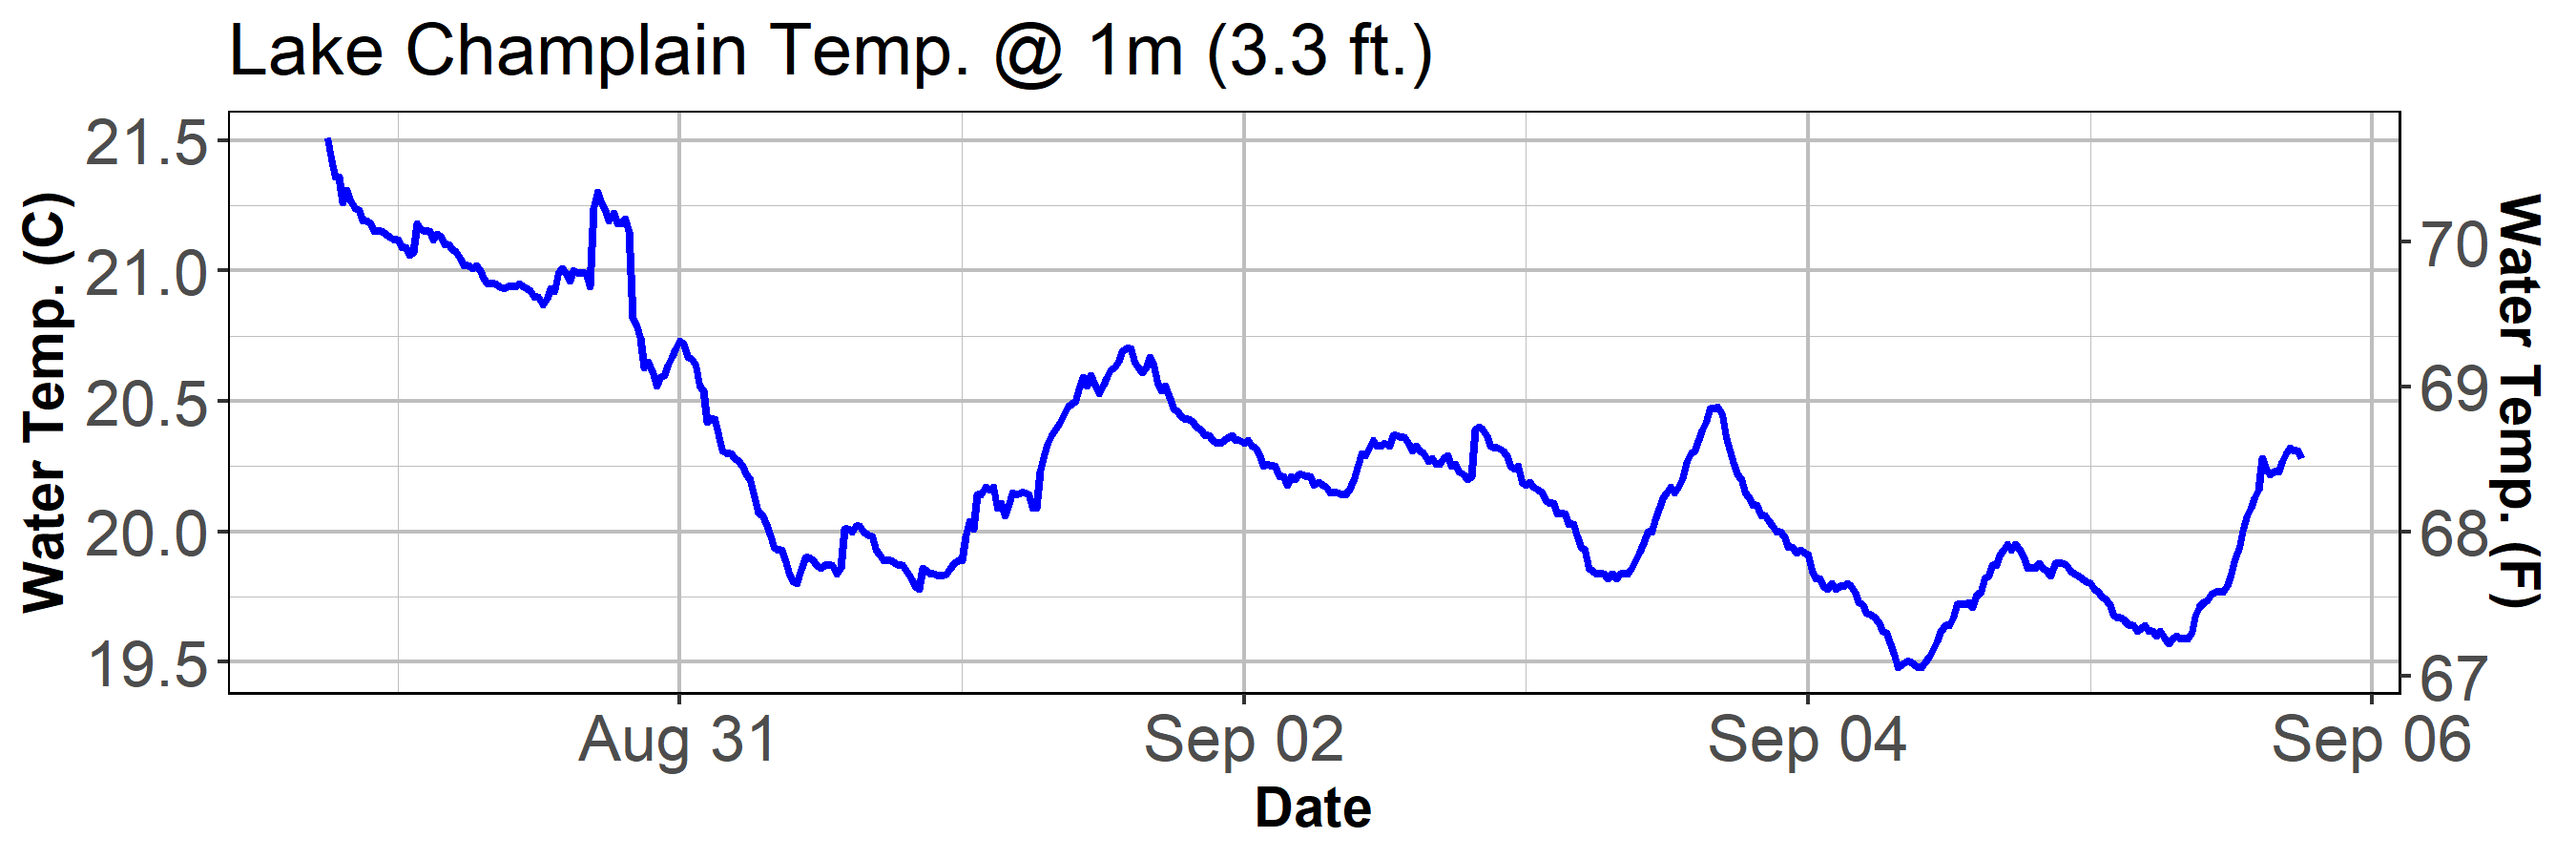 Lake Champlain Temp. @ 1m (3.3 ft.)
Water Temp. (C)
21.5
21.0
20.5
20.0
19.5
70
69
68
67
Water Temp. (F)
Aug 31
Sep 02
Sep 04
Sep 06
Date